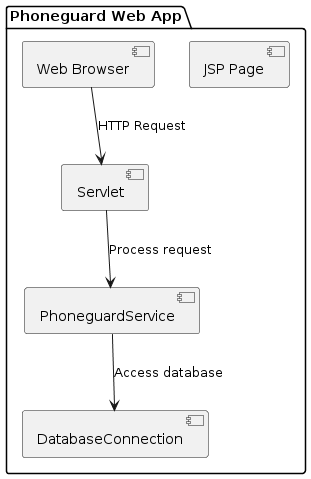 Phoneguard Web App
Web Browser
JSP Page
HTTP Request
Servlet
Process request
PhoneguardService
Access database
DatabaseConnection